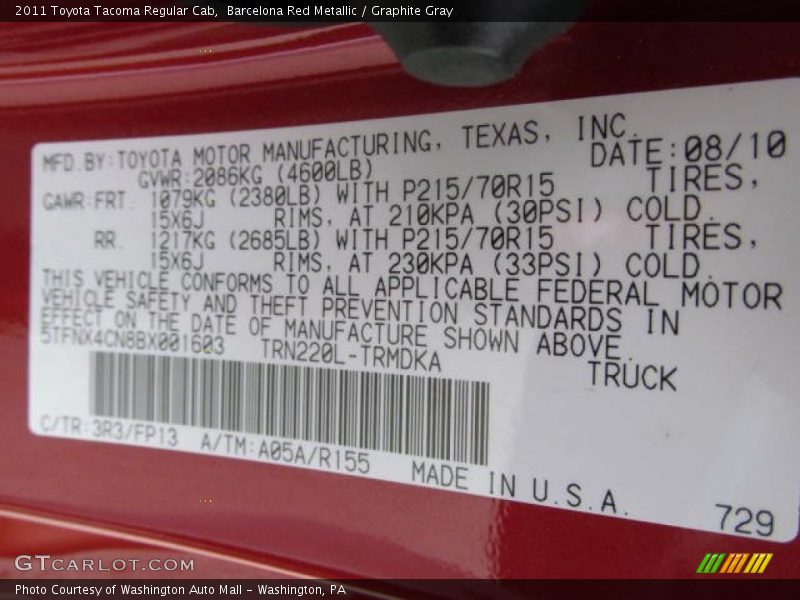 2011 Toyota Tacoma Regular Cab,  Barcelona Red Metallic / Graphite Gray
MFD.BY:TOYOTA MOTOR MANUFACTURING, TEXAS, INC.
GVWR:2086KG (4600LB) DATE:08/10
GAWR:FRT. 1079KG (2380LB) WITH P215/70R15 TIRES,
15X6J RIMS, AT 210KPA (30PSI) COLD.
RR. 1217KG (2685LB) WITH P215/70R15 TIRES,
15X6J RIMS, AT 230KPA (33PSI) COLD.
THIS VEHICLE CONFORMS TO ALL APPLICABLE FEDERAL MOTOR
VEHICLE SAFETY AND THEFT PREVENTION STANDARDS IN
EFFECT ON THE DATE OF MANUFACTURE SHOWN ABOVE.
5TFNX4CN8BX001603 TRN220L-TRMDKA TRUCK
C/TR:3R3/FP13 A/TM:A05A/R155 MADE IN U.S.A.
729
GTCARLOT.COM
Photo Courtesy of Washington Auto Mall - Washington, PA